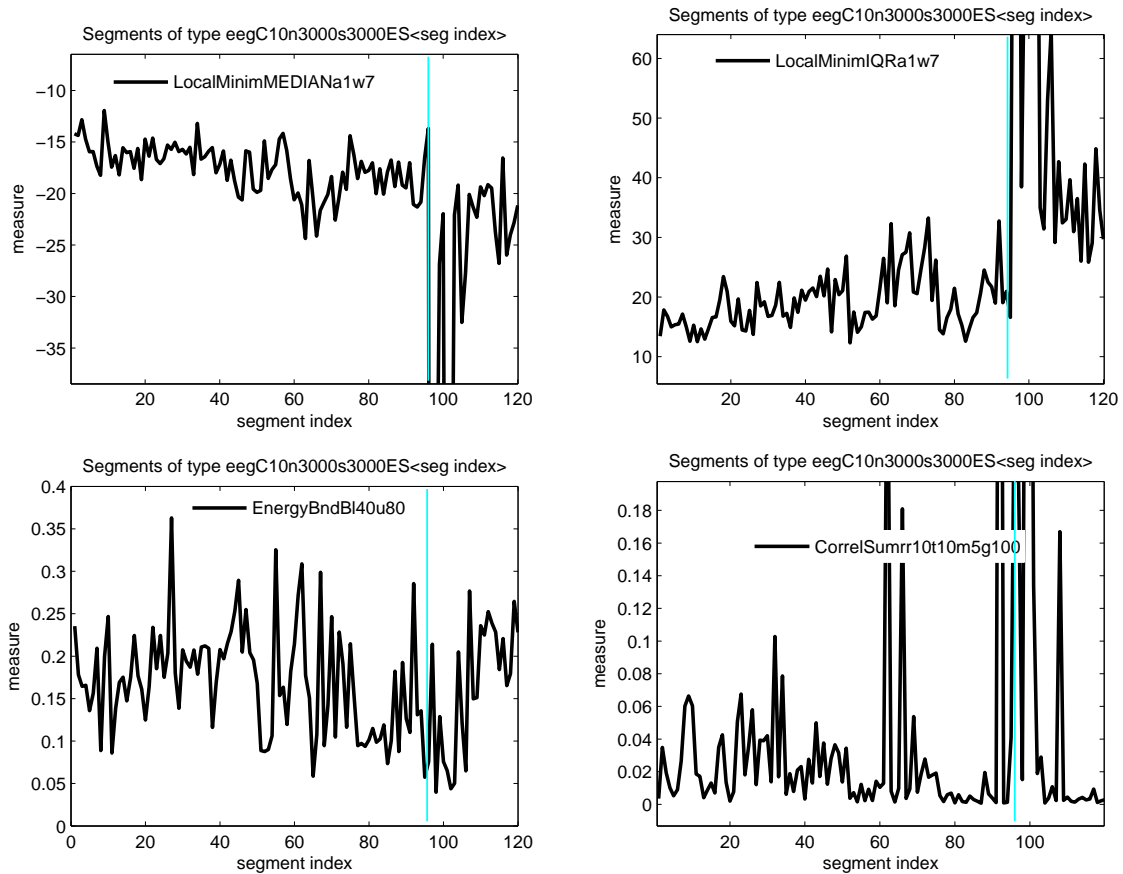 Segments of type eegC10n3000s3000ES<seg index>
LocalMinimMEDIANa1w7
−10
−15
−20
−25
−30
−35
measure
20 40 60 80 100 120
segment index
Segments of type eegC10n3000s3000ES<seg index>
LocalMinimIQRa1w7
60
50
40
30
20
10
measure
20 40 60 80 100 120
segment index
Segments of type eegC10n3000s3000ES<seg index>
EnergyBndBl40u80
0.4
0.35
0.3
0.25
0.2
0.15
0.1
0.05
0
measure
0 20 40 60 80 100 120
segment index
Segments of type eegC10n3000s3000ES<seg index>
CorrelSumrr10t10m5g100
0.18
0.16
0.14
0.12
0.1
0.08
0.06
0.04
0.02
0
measure
20 40 60 80 100
segment index